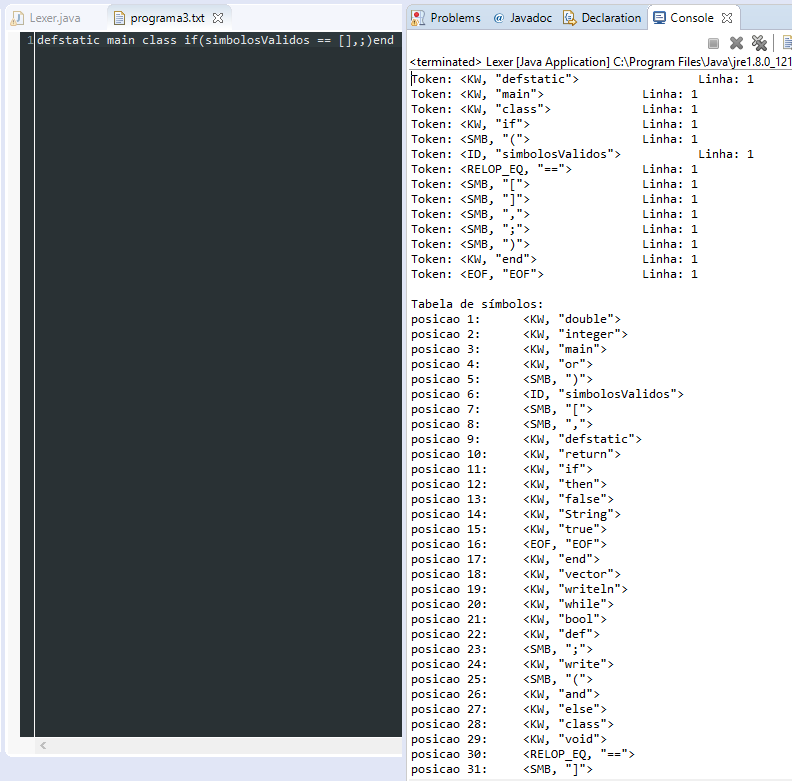 Lexer.java programa3.txt
1 defstatic main class if(simbolosValidos == [],;)end
Problems @ Javadoc Declaration Console
<terminated> Lexer [Java Application] C:\Program Files\Java\jre1.8.0_121
Token: <KW, "defstatic"> Linha: 1
Token: <KW, "main"> Linha: 1
Token: <KW, "class"> Linha: 1
Token: <KW, "if"> Linha: 1
Token: <SMB, "("> Linha: 1
Token: <ID, "simbolosValidos"> Linha: 1
Token: <RELOP_EQ, "=="> Linha: 1
Token: <SMB, "["> Linha: 1
Token: <SMB, "]"> Linha: 1
Token: <SMB, ","> Linha: 1
Token: <SMB, ";"> Linha: 1
Token: <SMB, ")"> Linha: 1
Token: <KW, "end"> Linha: 1
Token: <EOF, "EOF"> Linha: 1
Tabela de símbolos:
posicao 1: <KW, "double">
posicao 2: <KW, "integer">
posicao 3: <KW, "main">
posicao 4: <KW, "or">
posicao 5: <SMB, ")">
posicao 6: <ID, "simbolosValidos">
posicao 7: <SMB, "[">
posicao 8: <SMB, ",">
posicao 9: <KW, "defstatic">
posicao 10: <KW, "return">
posicao 11: <KW, "if">
posicao 12: <KW, "then">
posicao 13: <KW, "false">
posicao 14: <KW, "String">
posicao 15: <KW, "true">
posicao 16: <EOF, "EOF">
posicao 17: <KW, "end">
posicao 18: <KW, "vector">
posicao 19: <KW, "writeln">
posicao 20: <KW, "while">
posicao 21: <KW, "bool">
posicao 22: <KW, "def">
posicao 23: <SMB, ";">
posicao 24: <KW, "write">
posicao 25: <SMB, "(">
posicao 26: <KW, "and">
posicao 27: <KW, "else">
posicao 28: <KW, "class">
posicao 29: <KW, "void">
posicao 30: <RELOP_EQ, "==">
posicao 31: <SMB, "]">